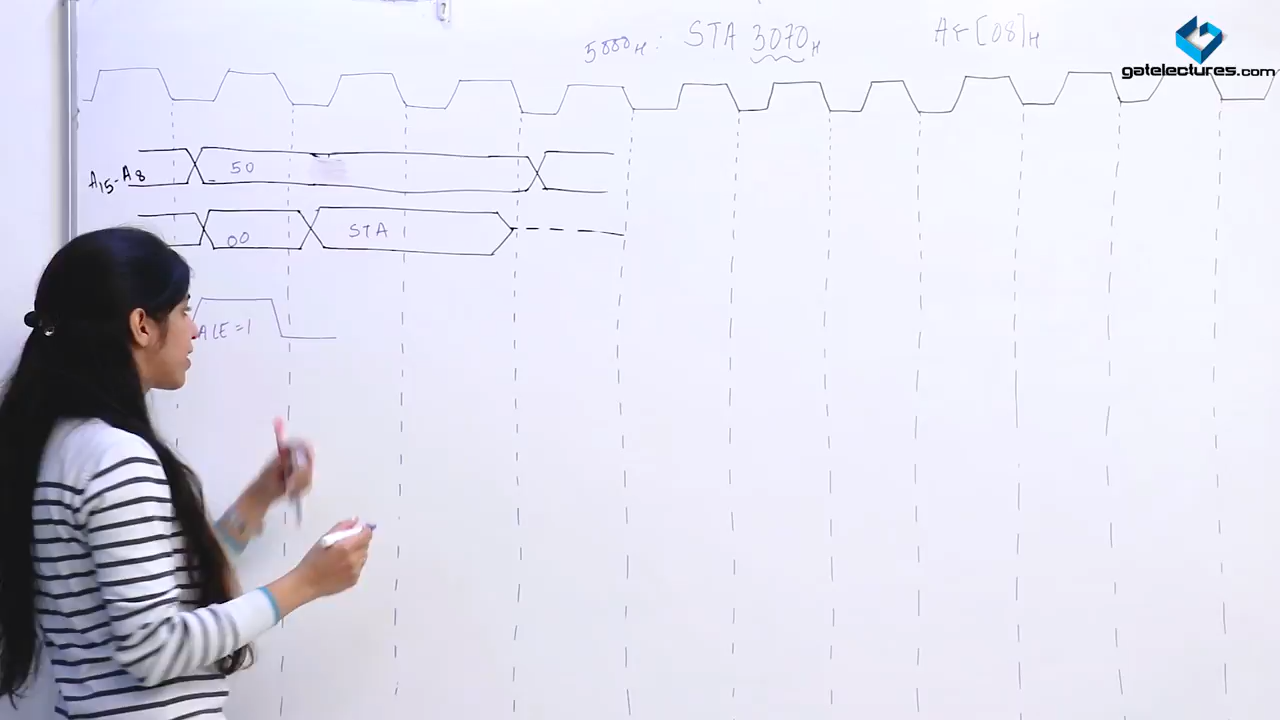 5000H: STA 3070H A←[08]H
gatelectures.com
A15-A8 50
00 STA
ALE=1